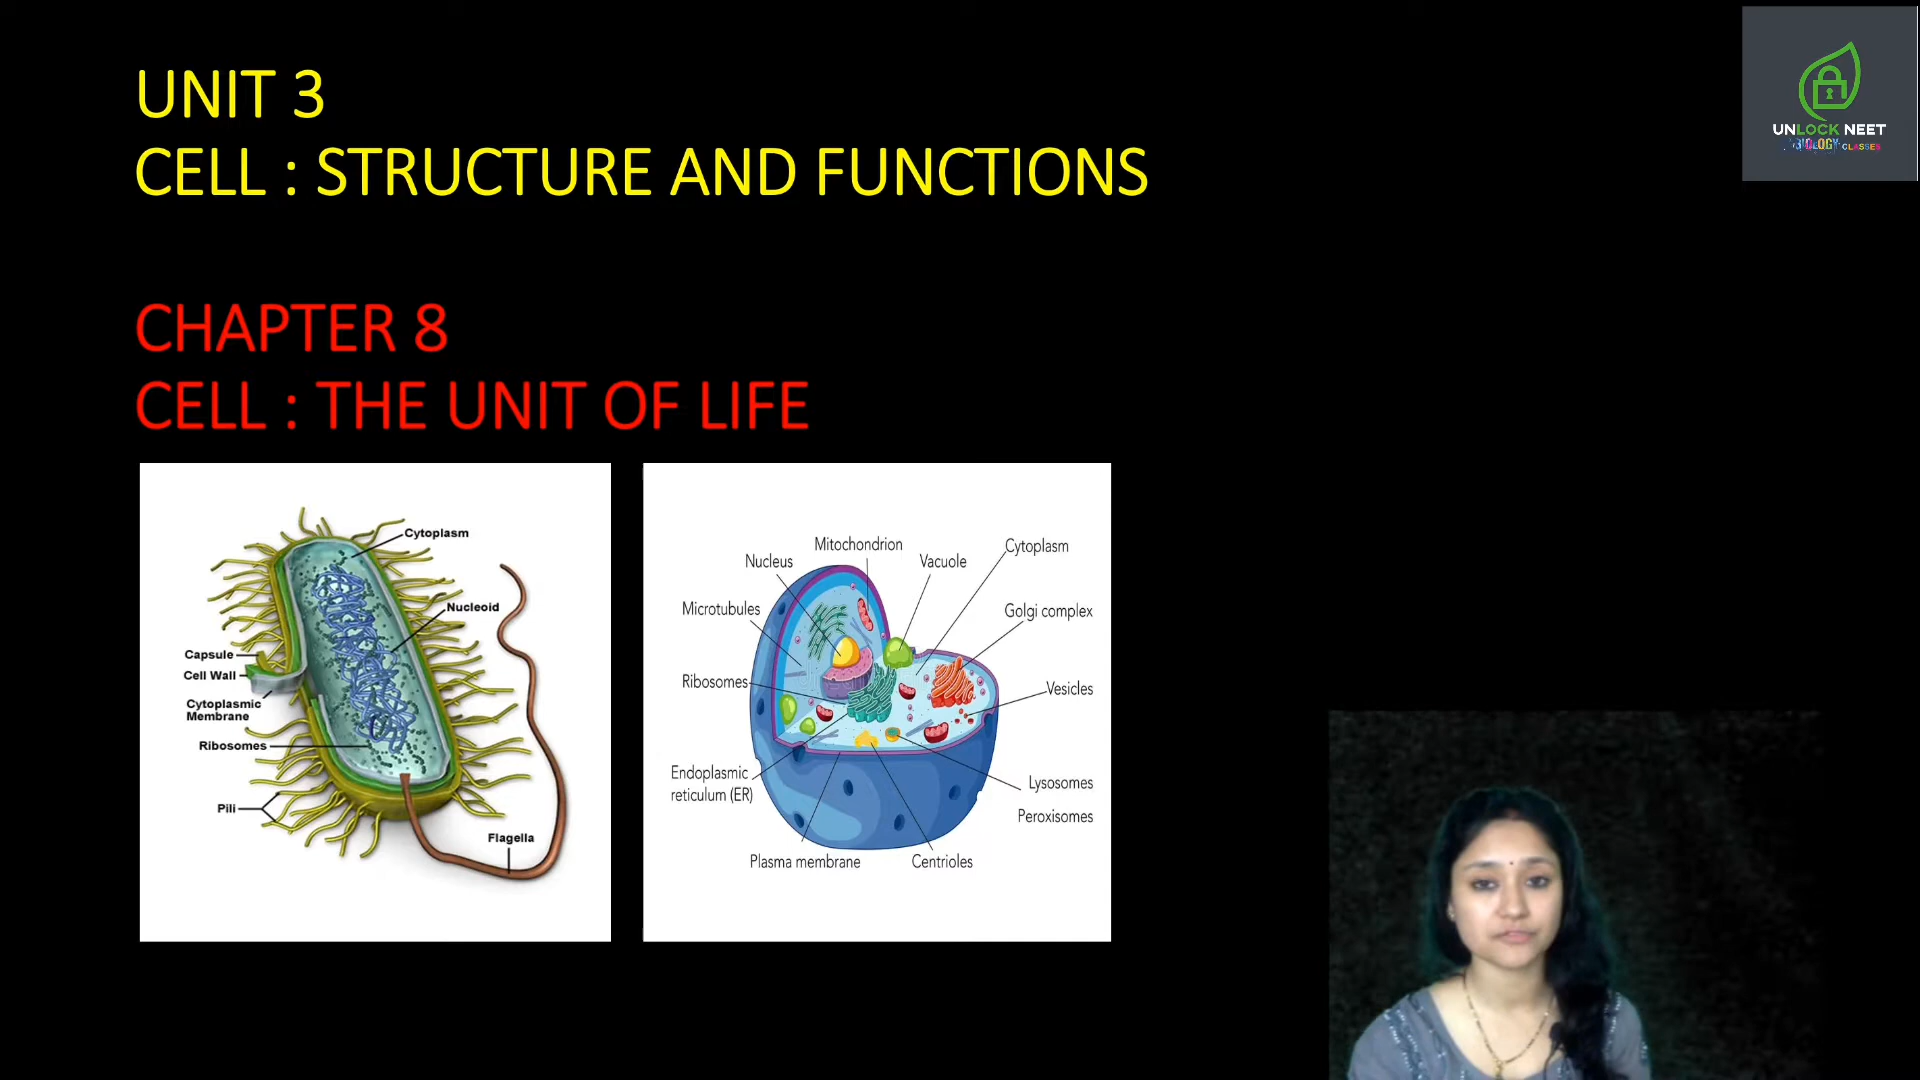 UNIT 3
CELL : STRUCTURE AND FUNCTIONS
UNLOCK NEET
BIOLOGY CLASSES
CHAPTER 8
CELL : THE UNIT OF LIFE
Cytoplasm
Nucleoid
Capsule
Cell Wall
Cytoplasmic
Membrane
Ribosomes
Pili
Flagella
Mitochondrion
Nucleus
Vacuole
Cytoplasm
Microtubules
Golgi complex
Ribosomes
Vesicles
Endoplasmic
reticulum (ER)
Lysosomes
Peroxisomes
Plasma membrane
Centrioles